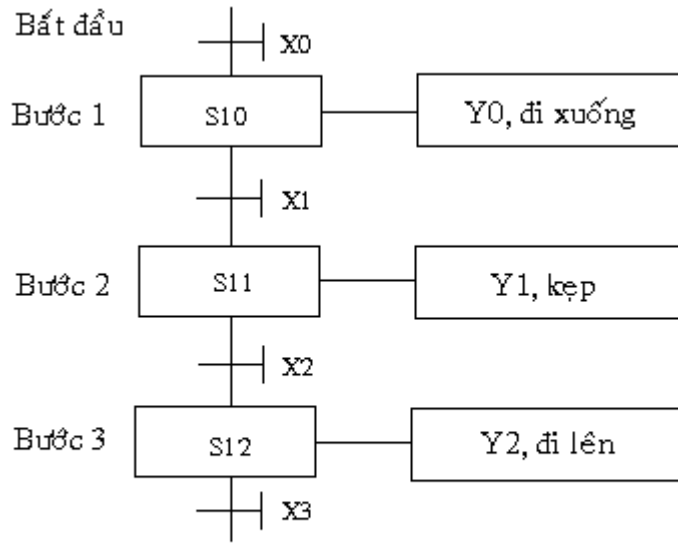 Bắt đầu
X0
Bước 1
S10
Y0, đi xuống
X1
Bước 2
S11
Y1, kẹp
X2
Bước 3
S12
Y2, đi lên
X3